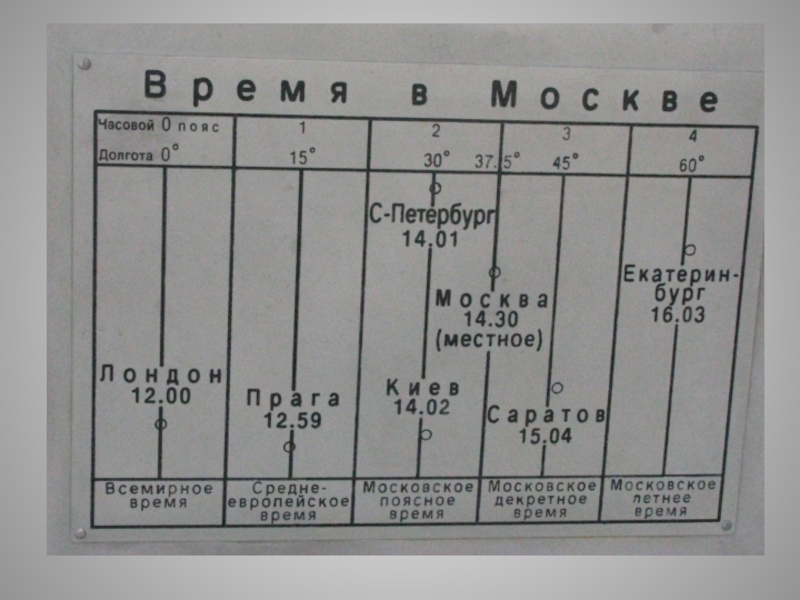 Время в Москве
Часовой 0 пояс 1 2 3 4
Долгота 0° 15° 30° 37.5° 45° 60°
С-Петербург
14.01
Екатерин-
бург
16.03
Москва
14.30
(местное)
Лондон
12.00
Прага
12.59
Киев
14.02
Саратов
15.04
Всемирное
время
Средне-
европейское
время
Московское
поясное
время
Московское
декретное
время
Московское
летнее
время